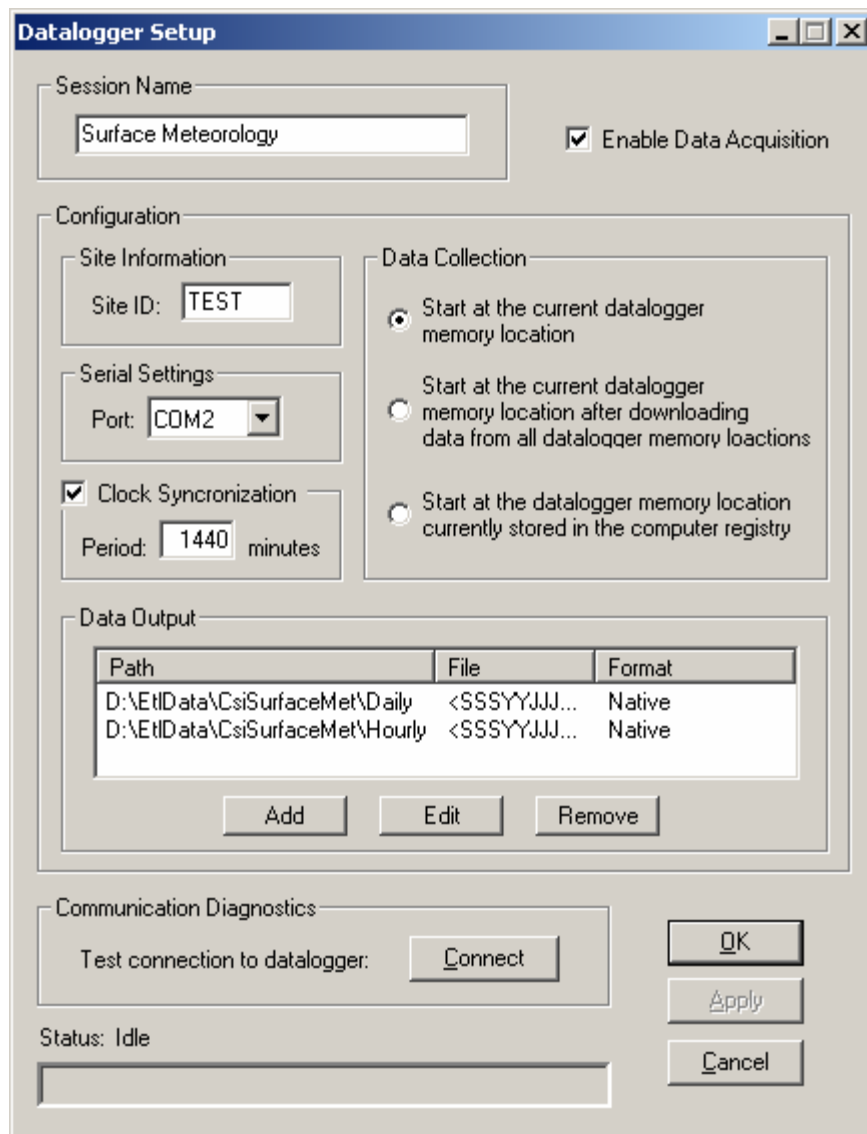 Datalogger Setup
Session Name
Surface Meteorology
Enable Data Acquisition
Configuration
Site Information
Site ID: TEST
Serial Settings
Port: COM2
Clock Syncronization
Period: 1440 minutes
Data Collection
Start at the current datalogger
memory location
Start at the current datalogger
memory location after downloading
data from all datalogger memory loactions
Start at the datalogger memory location
currently stored in the computer registry
Data Output
Path File Format
D:\EtlData\CsiSurfaceMet\Daily <SSSYYJJJ... Native
D:\EtlData\CsiSurfaceMet\Hourly <SSSYYJJJ... Native
Add Edit Remove
Communication Diagnostics
Test connection to datalogger: Connect
Status: Idle
OK
Apply
Cancel